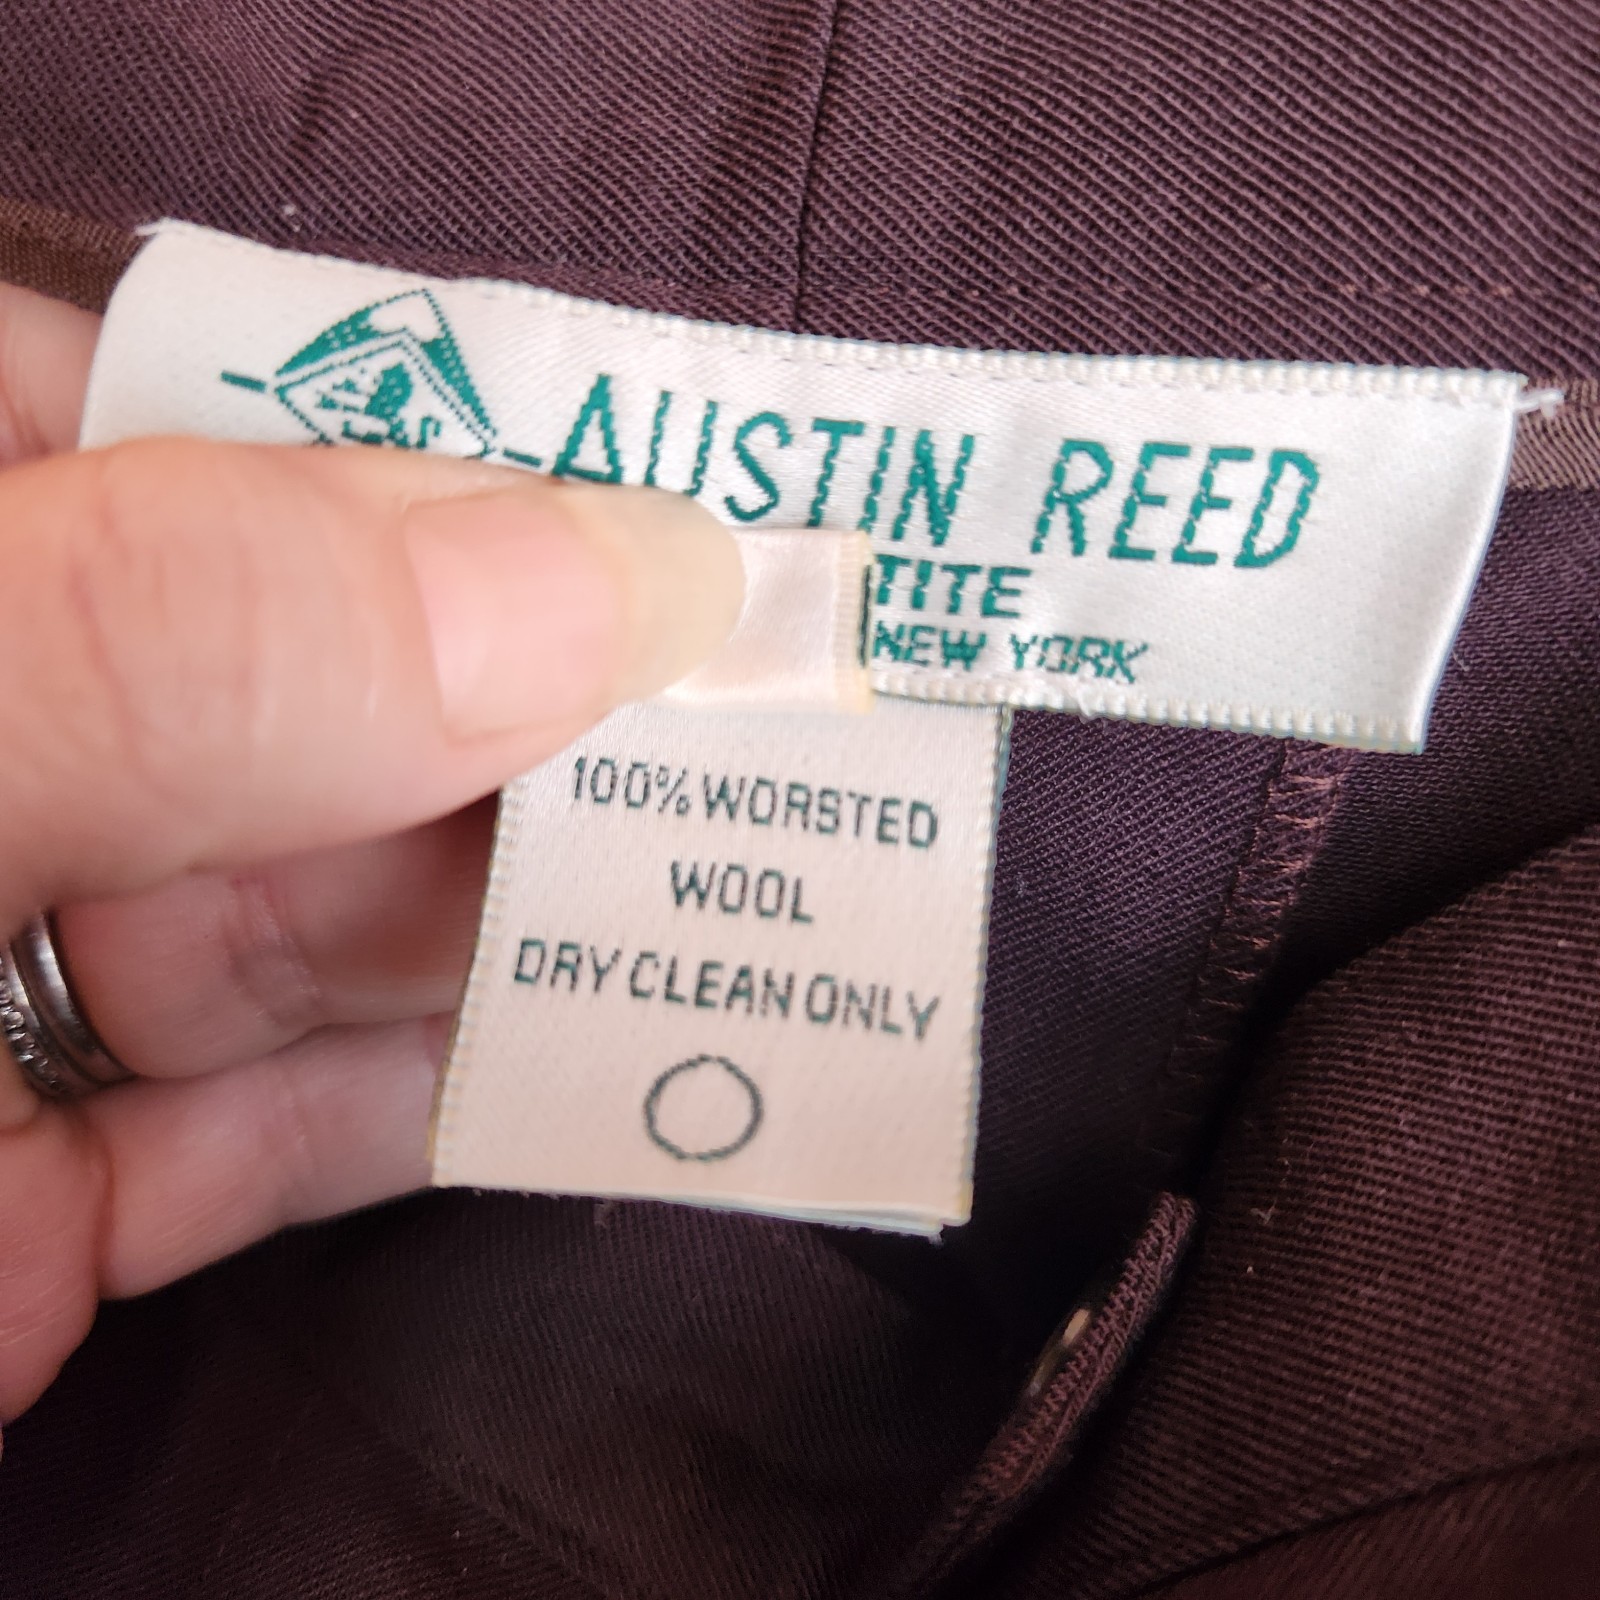 AUSTIN REED
TITE
NEW YORK
100% WORSTED
WOOL
DRY CLEAN ONLY